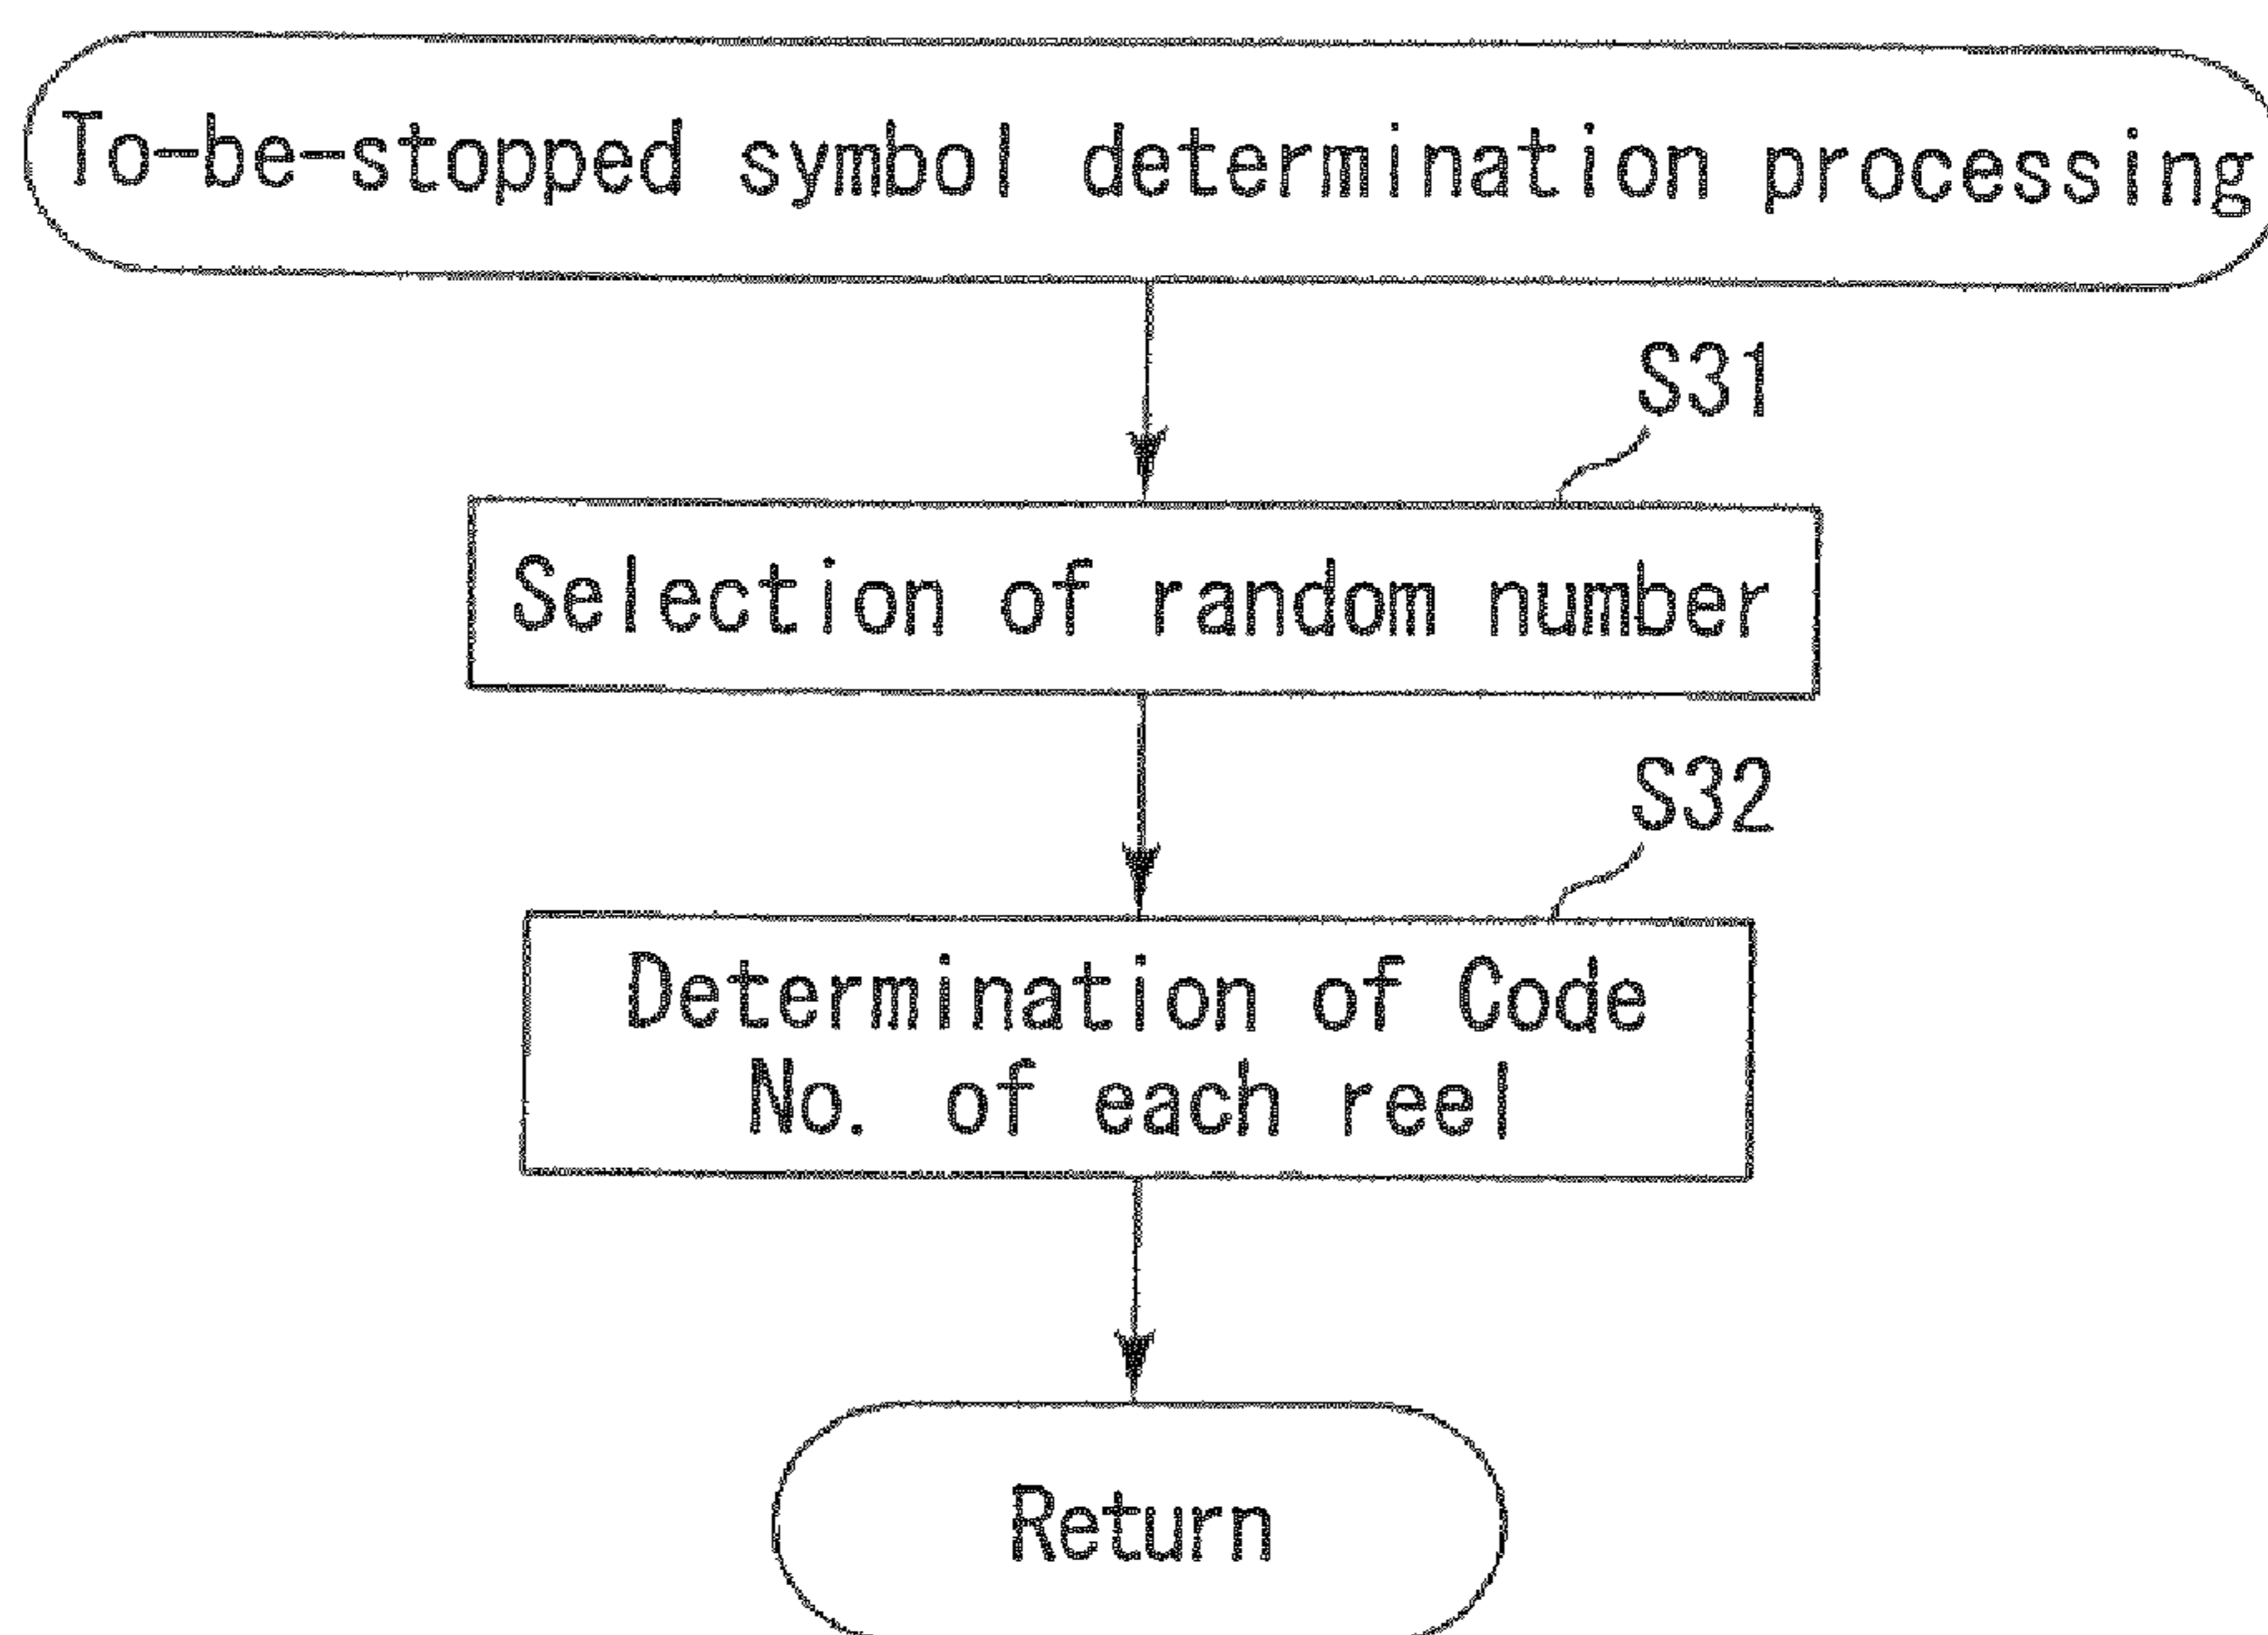 To-be-stopped symbol determination processing
S31
Selection of random number
S32
Determination of Code
No. of each reel
Return